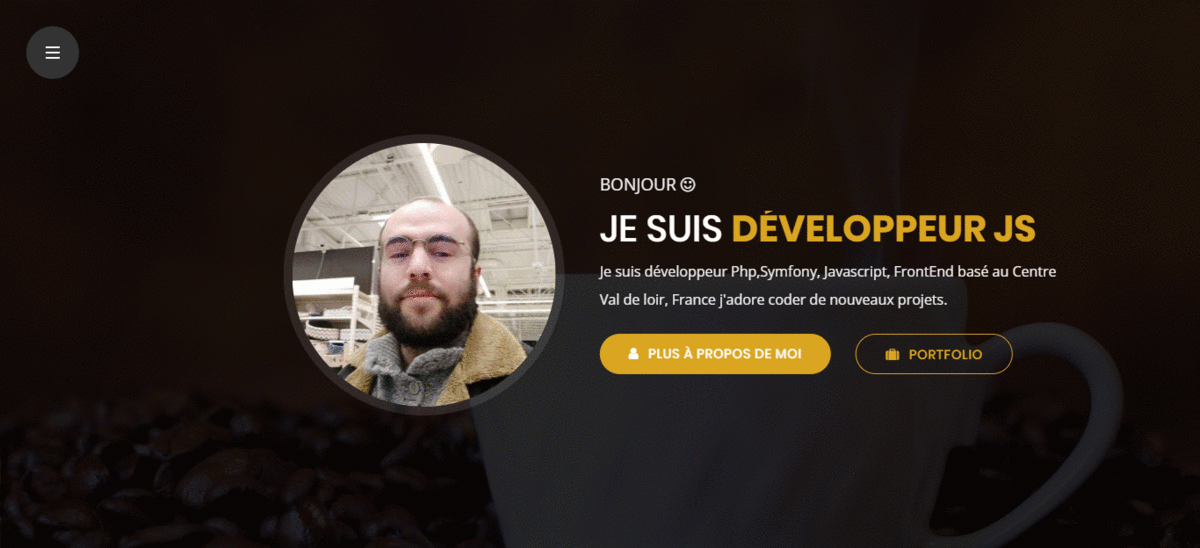 BONJOUR
JE SUIS DÉVELOPPEUR JS
Je suis développeur Php,Symfony, Javascript, FrontEnd basé au Centre
Val de loir, France j'adore coder de nouveaux projets.
PLUS À PROPOS DE MOI
PORTFOLIO